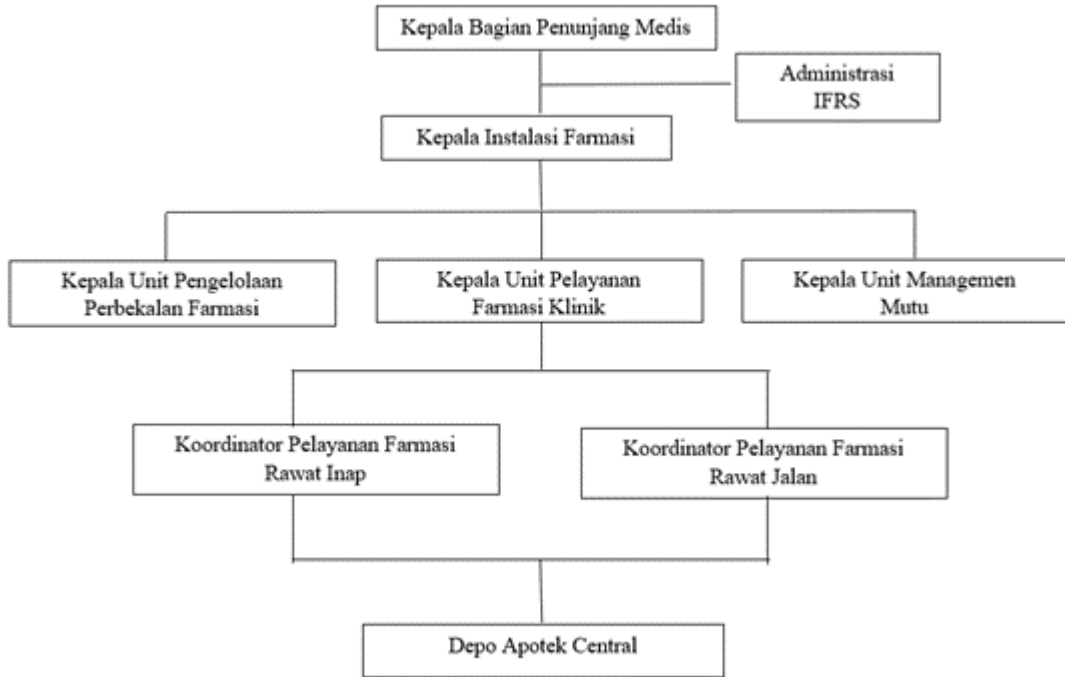 Kepala Bagian Penunjang Medis
Administrasi
IFRS
Kepala Instalasi Farmasi
Kepala Unit Pengelolaan
Perbekalan Farmasi
Kepala Unit Pelayanan
Farmasi Klinik
Kepala Unit Managemen
Mutu
Koordinator Pelayanan Farmasi
Rawat Inap
Koordinator Pelayanan Farmasi
Rawat Jalan
Depo Apotek Central